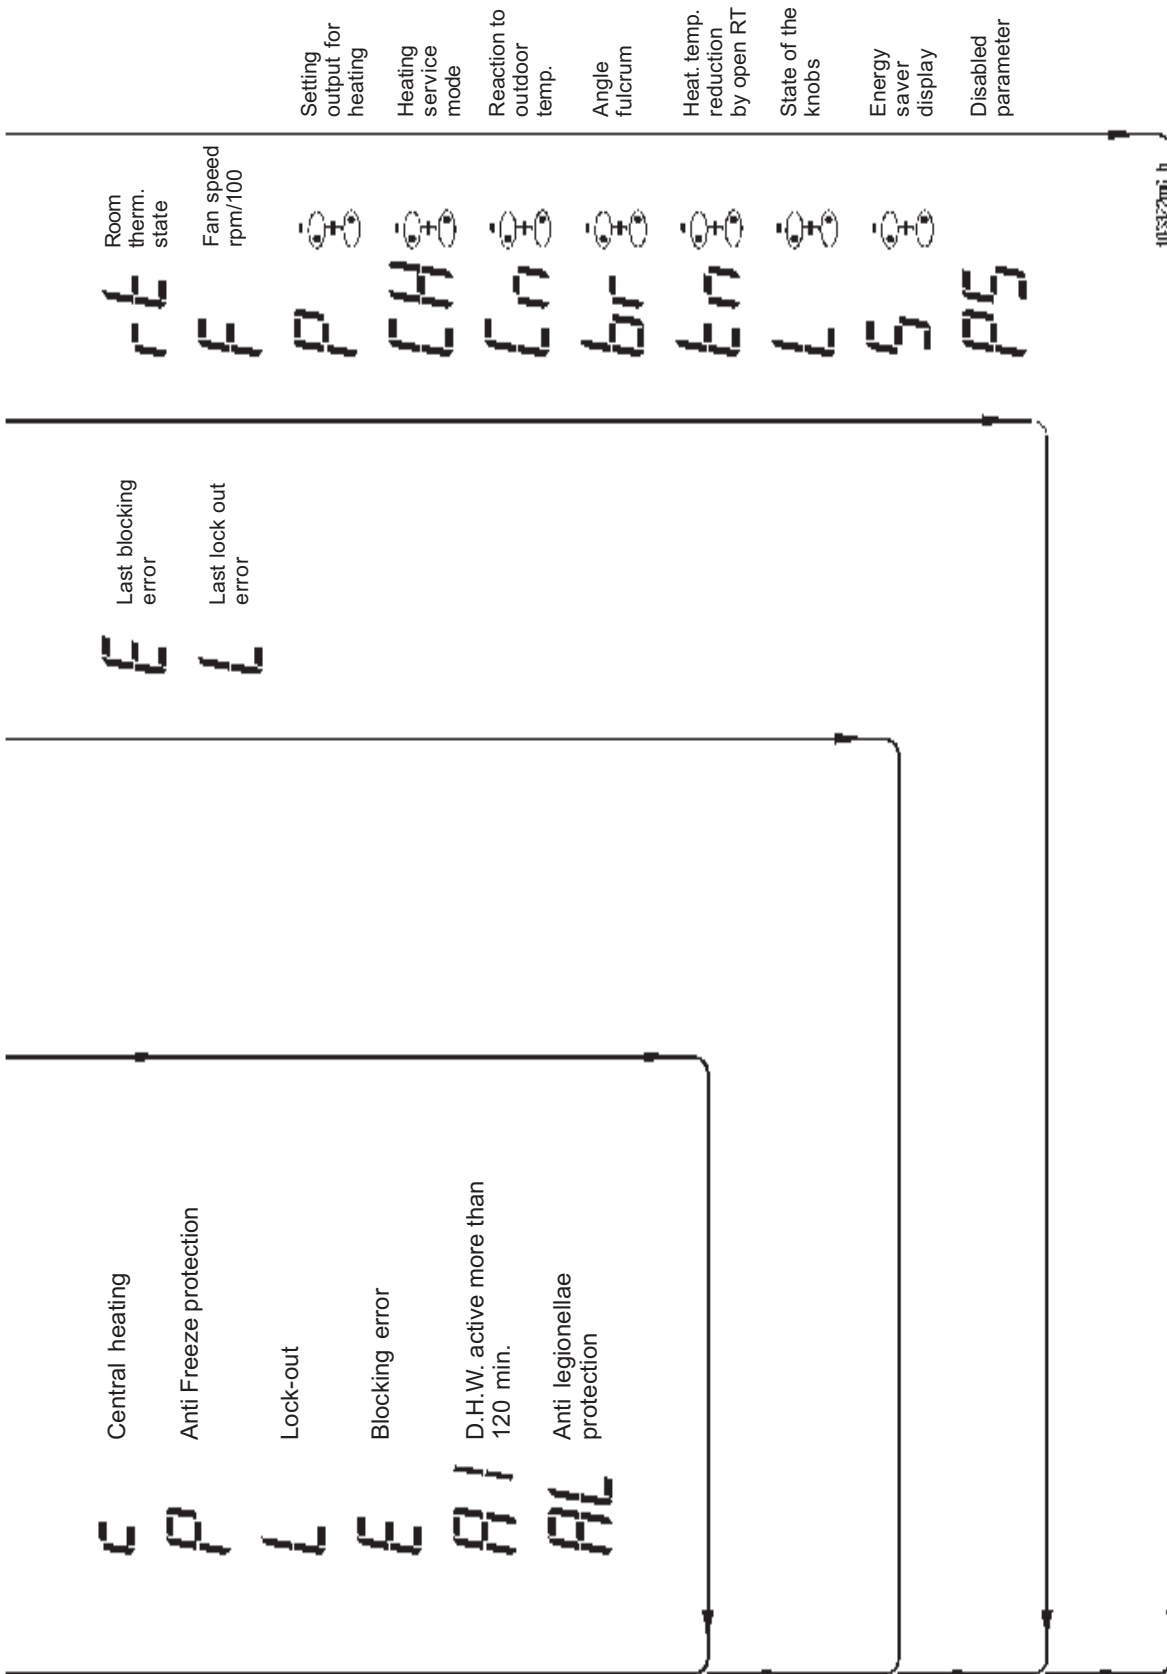 c
Central heating
P
Anti Freeze protection
L
Lock-out
E
Blocking error
A1
D.H.W. active more than
120 min.
AL
Anti legionellae
protection
E
Last blocking
error
L
Last lock out
error
rt
Room
therm.
state
F
Fan speed
rpm/100
P
Setting
output for
heating
CH
Heating
service
mode
Cn
Reaction to
outdoor
temp.
br
Angle
fulcrum
tn
Heat. temp.
reduction
by open RT
L
State of the
knobs
5
Energy
saver
display
PS
Disabled
parameter